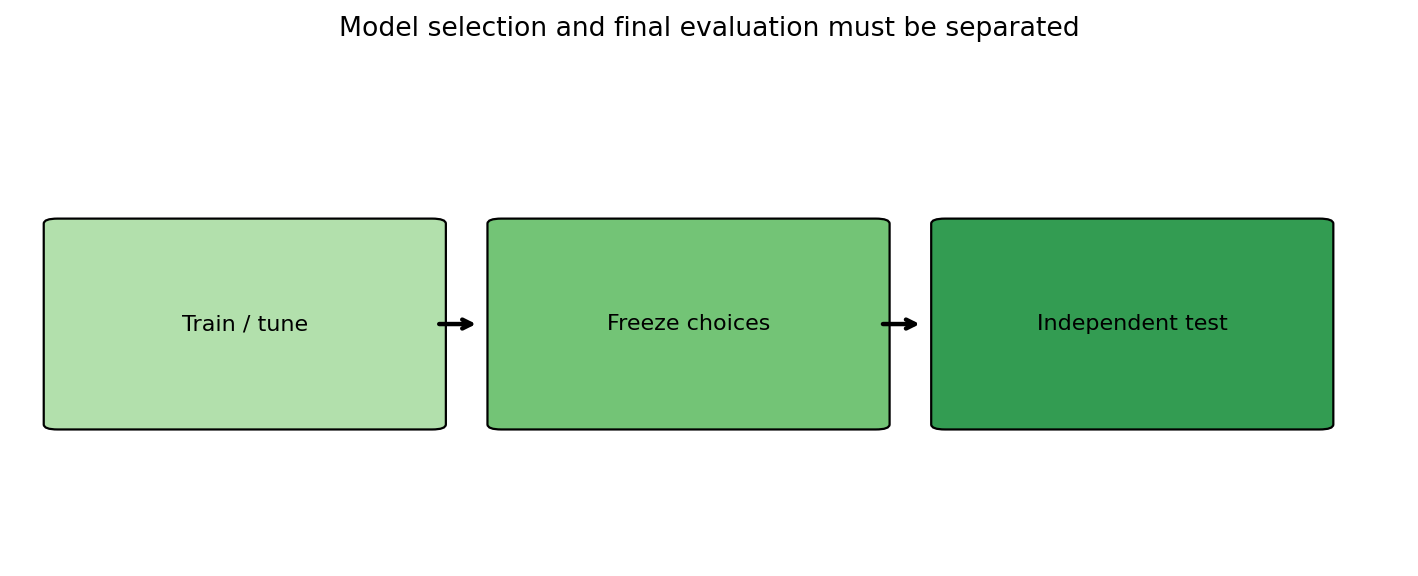 Model selection and final evaluation must be separated
Train / tune
Freeze choices
Independent test